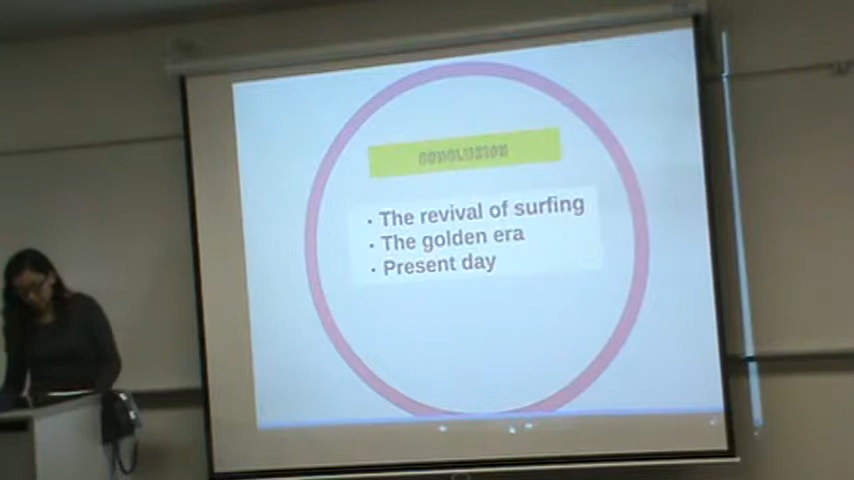 CONCLUSION
· The revival of surfing
· The golden era
· Present day